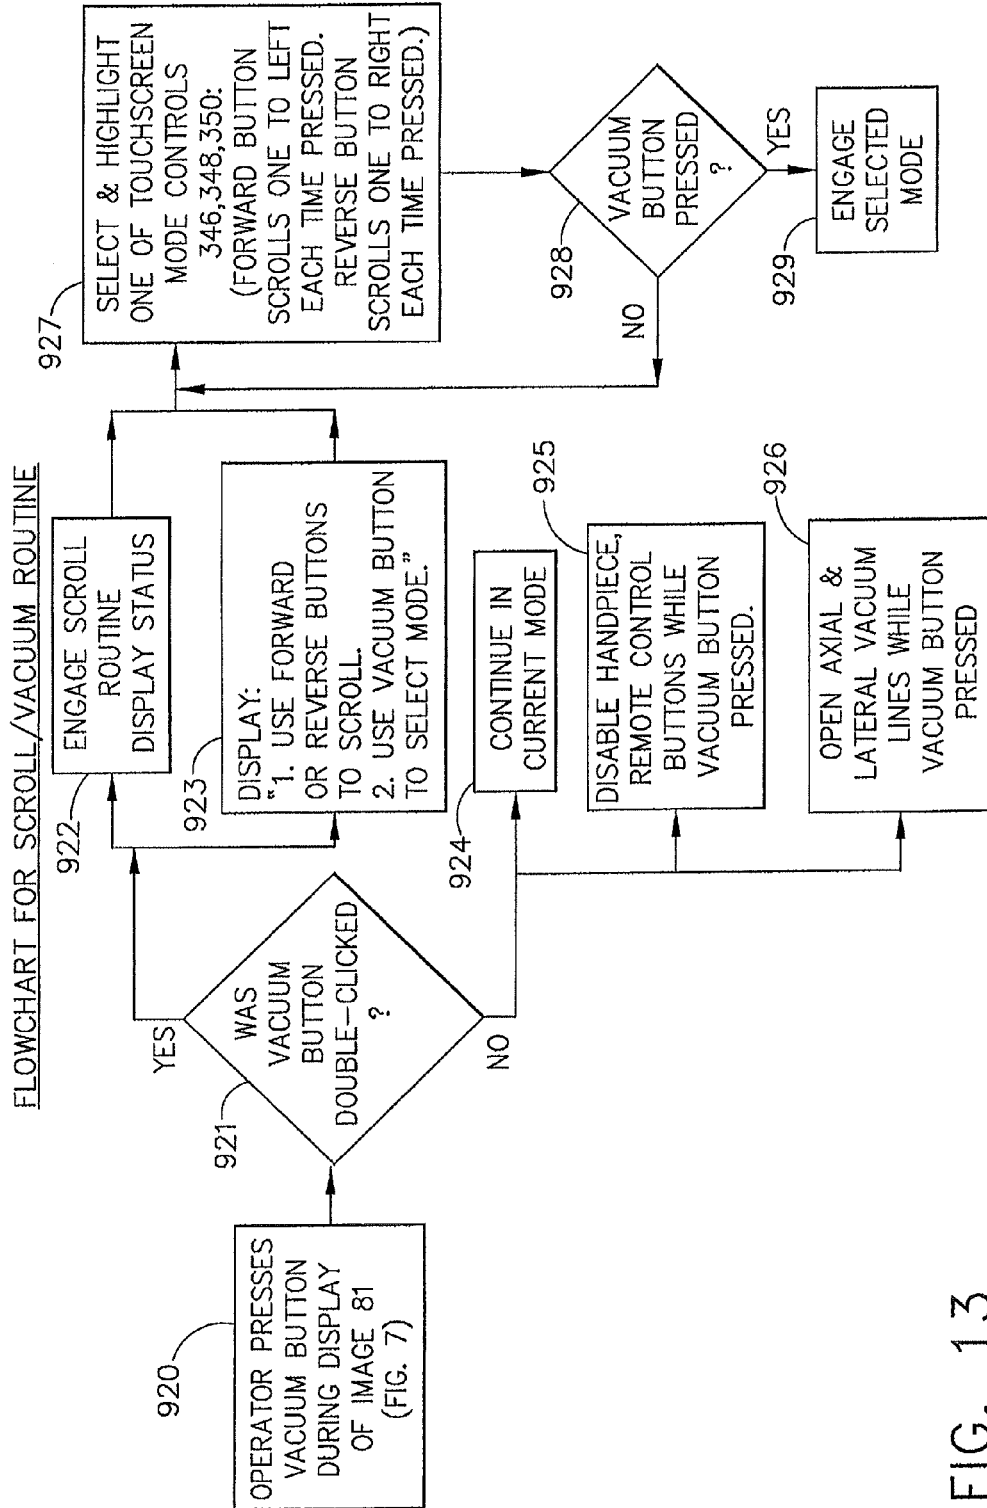 FLOWCHART FOR SCROLL/VACUUM ROUTINE
920
OPERATOR PRESSES
VACUUM BUTTON
DURING DISPLAY
OF IMAGE 81
(FIG. 7)
921
WAS
VACUUM
BUTTON
DOUBLE-CLICKED
?
YES
NO
922
ENGAGE SCROLL
ROUTINE
DISPLAY STATUS
923
DISPLAY:
"1. USE FORWARD
OR REVERSE BUTTONS
TO SCROLL.
2. USE VACUUM BUTTON
TO SELECT MODE."
924
CONTINUE IN
CURRENT MODE
925
DISABLE HANDPIECE,
REMOTE CONTROL
BUTTONS WHILE
VACUUM BUTTON
PRESSED.
926
OPEN AXIAL &
LATERAL VACUUM
LINES WHILE
VACUUM BUTTON
PRESSED
927
SELECT & HIGHLIGHT
ONE OF TOUCHSCREEN
MODE CONTROLS
346,348,350:
(FORWARD BUTTON
SCROLLS ONE TO LEFT
EACH TIME PRESSED.
REVERSE BUTTON
SCROLLS ONE TO RIGHT
EACH TIME PRESSED.)
928
VACUUM
BUTTON
PRESSED
?
NO
YES
929
ENGAGE
SELECTED
MODE
FIG. 13